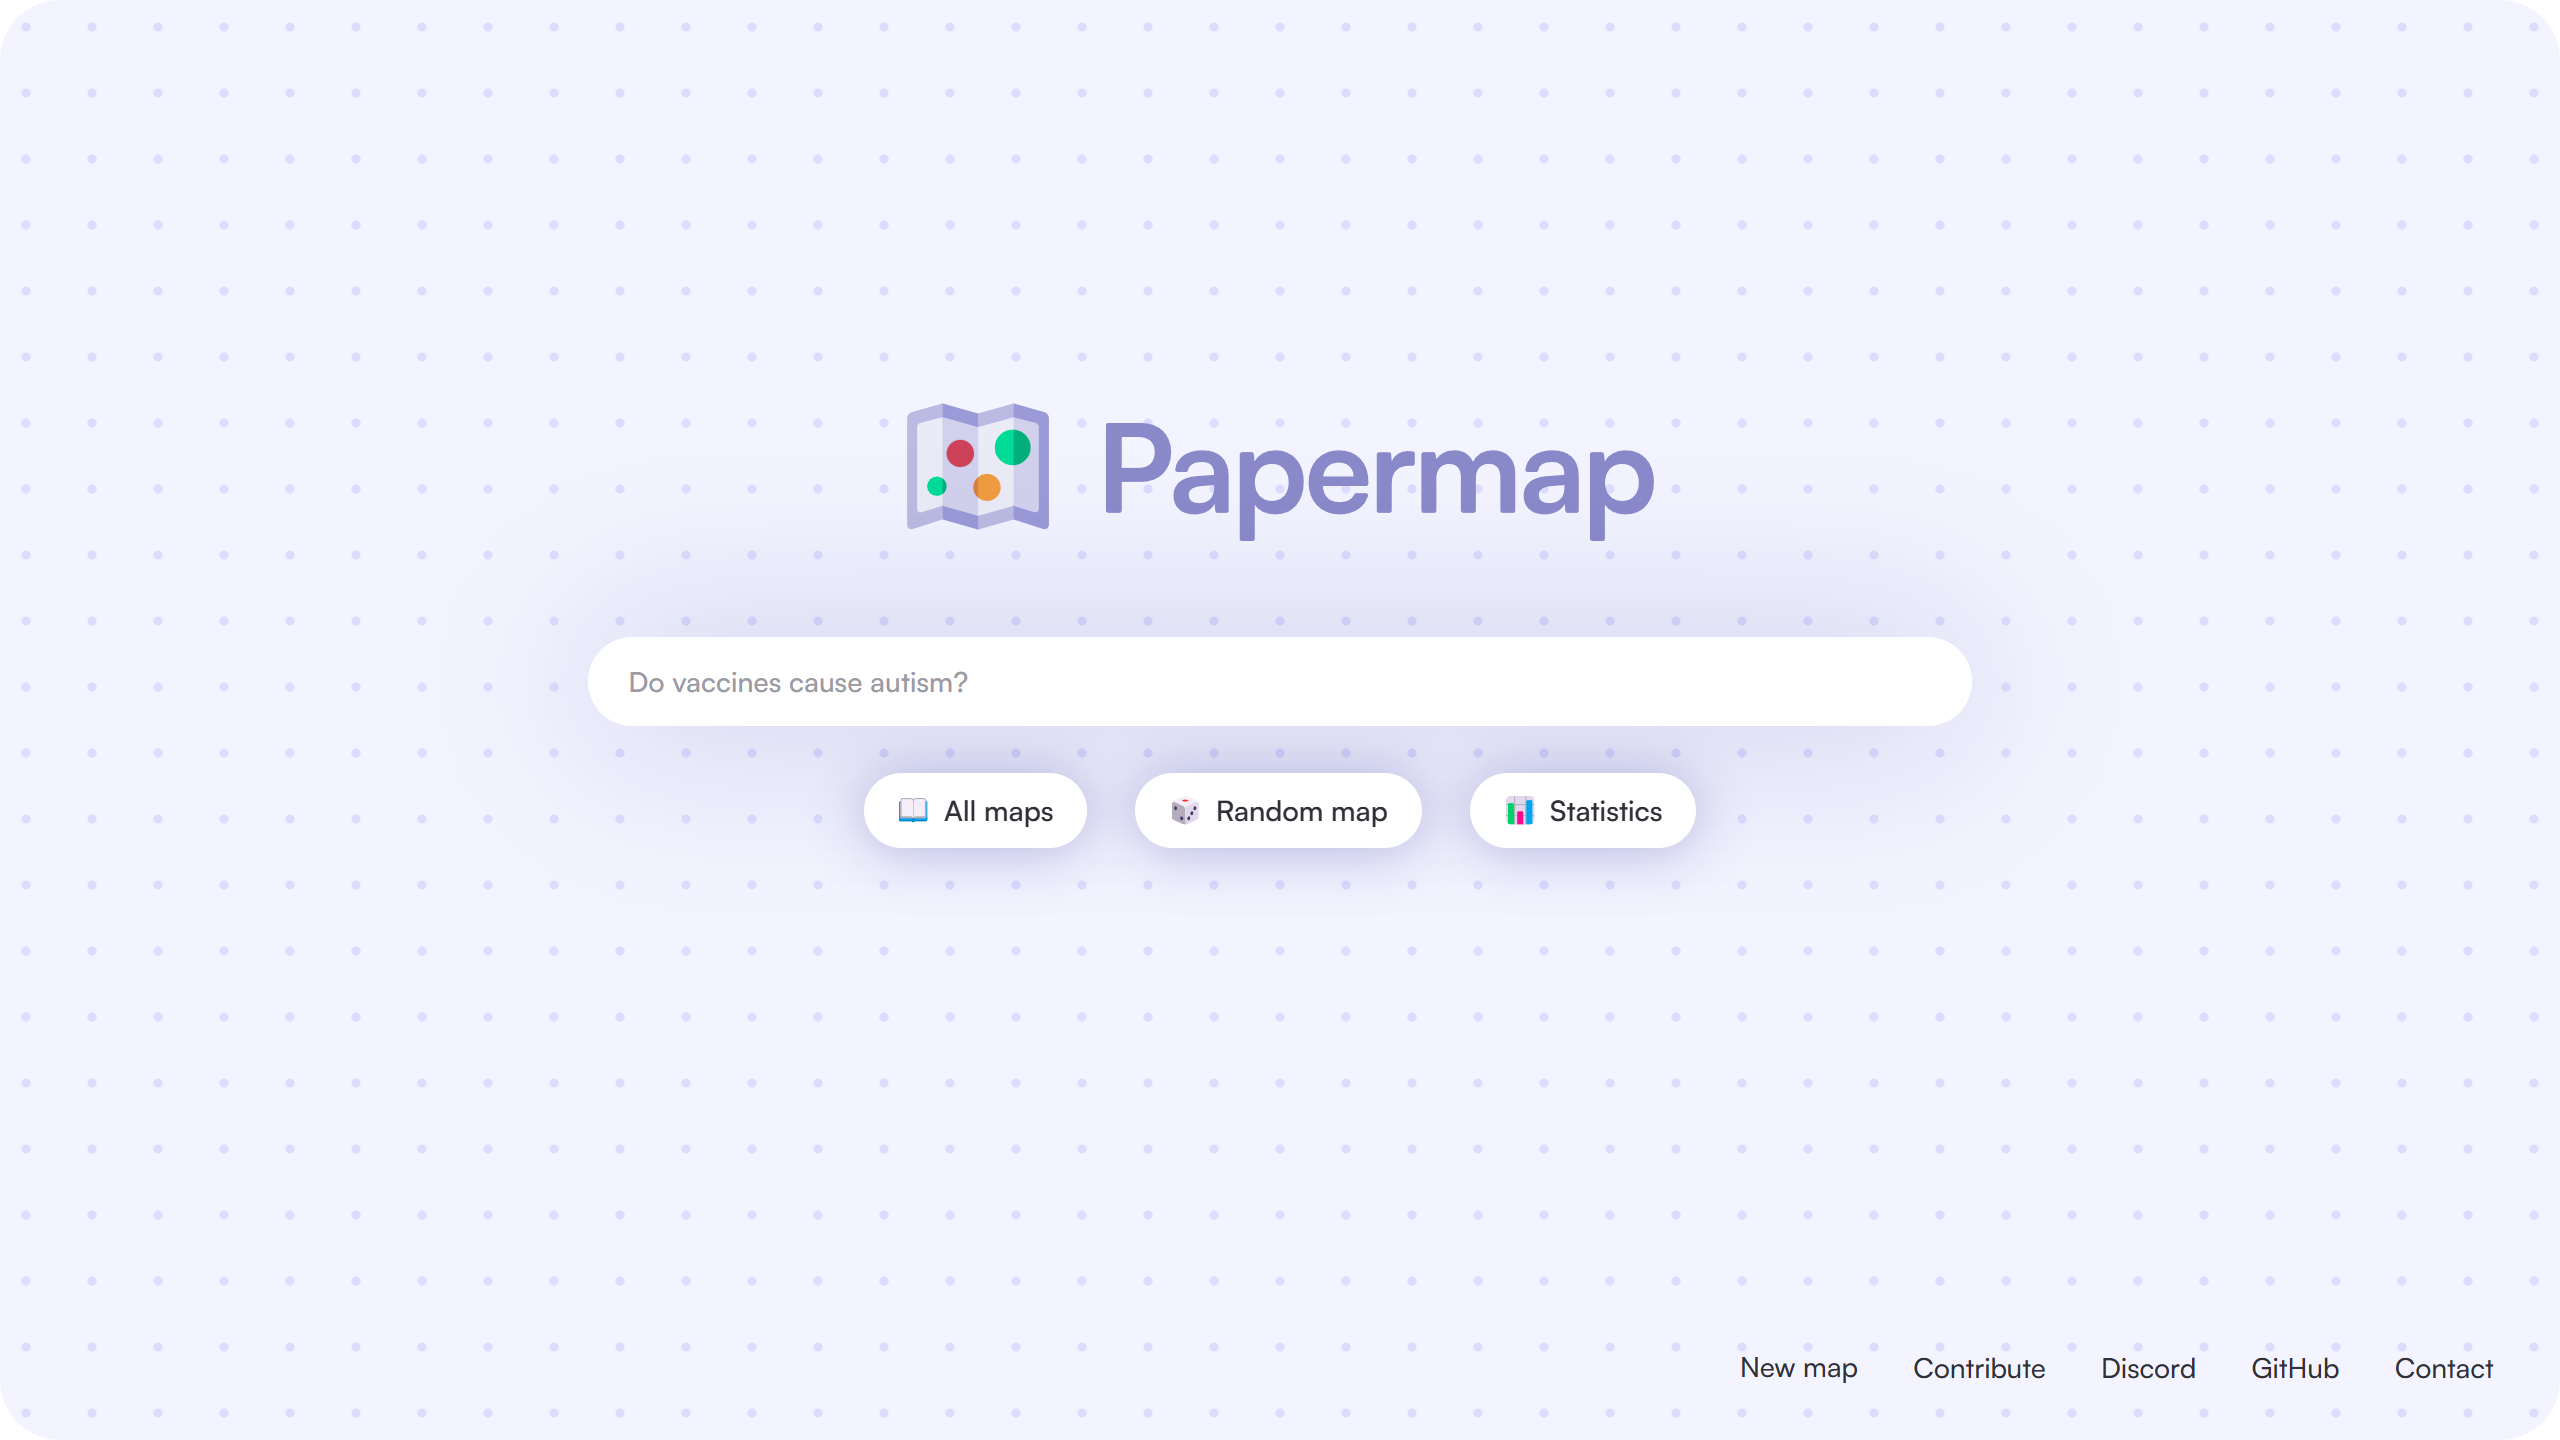 Papermap
Do vaccines cause autism?
All maps
Random map
Statistics
New map
Contribute
Discord
GitHub
Contact